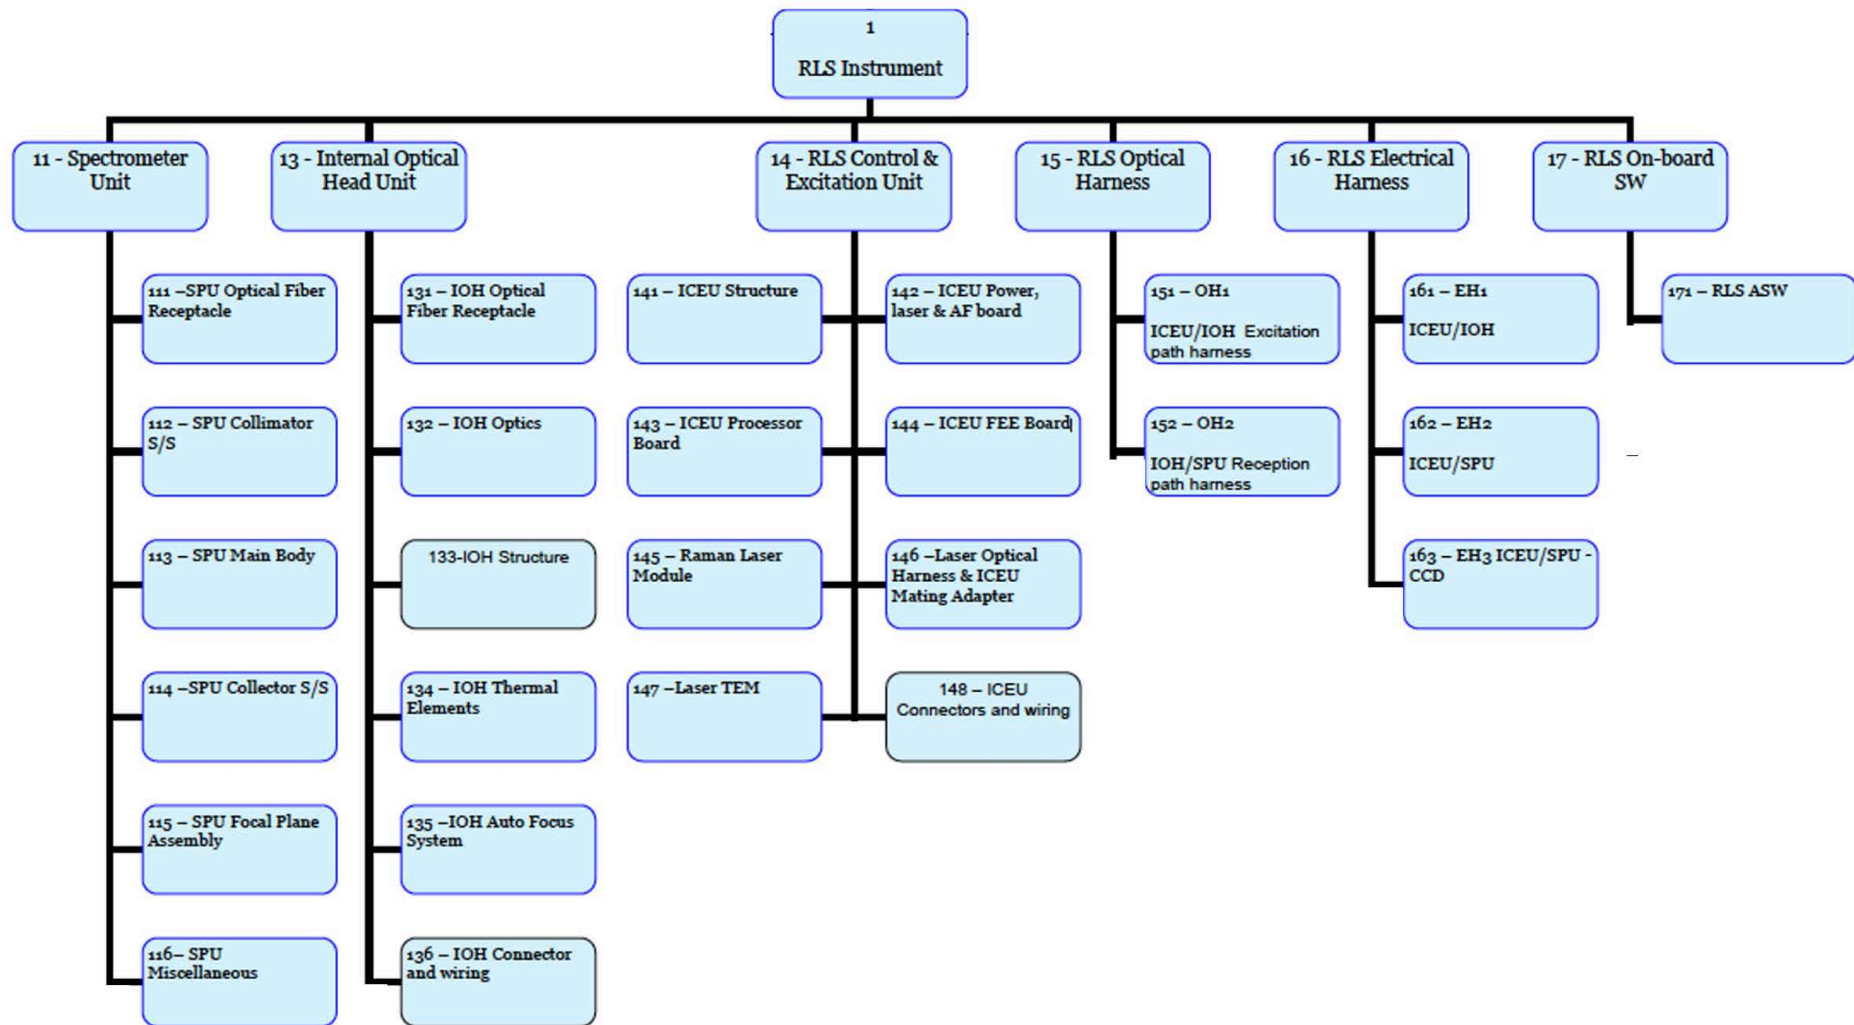 1
RLS Instrument
11 - Spectrometer
Unit
13 - Internal Optical
Head Unit
14 - RLS Control &
Excitation Unit
15 - RLS Optical
Harness
16 - RLS Electrical
Harness
17 - RLS On-board
SW
111 –SPU Optical Fiber
Receptacle
112 – SPU Collimator
S/S
113 – SPU Main Body
114 –SPU Collector S/S
115 – SPU Focal Plane
Assembly
116– SPU
Miscellaneous
131 – IOH Optical
Fiber Receptacle
132 – IOH Optics
133-IOH Structure
134 – IOH Thermal
Elements
135 –IOH Auto Focus
System
136 – IOH Connector
and wiring
141 – ICEU Structure
142 – ICEU Power,
laser & AF board
143 – ICEU Processor
Board
144 – ICEU FEE Board
145 – Raman Laser
Module
146 –Laser Optical
Harness & ICEU
Mating Adapter
147 –Laser TEM
148 – ICEU
Connectors and wiring
151 – OH1
ICEU/IOH Excitation
path harness
152 – OH2
IOH/SPU Reception
path harness
161 – EH1
ICEU/IOH
162 – EH2
ICEU/SPU
163 – EH3 ICEU/SPU -
CCD
171 – RLS ASW